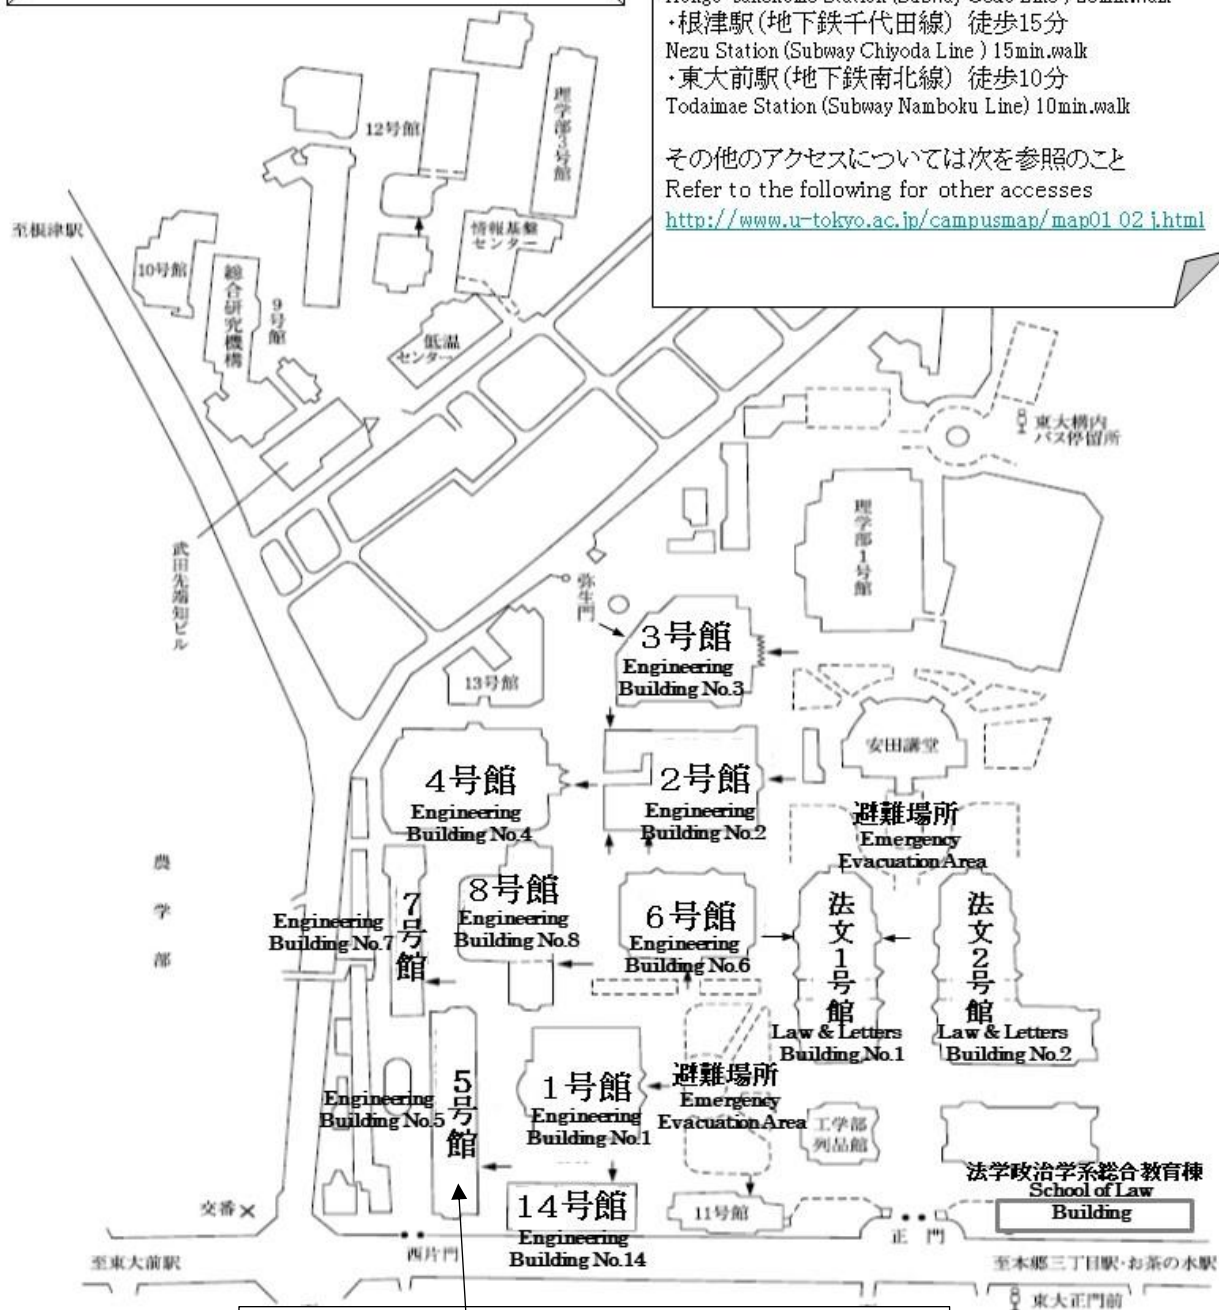 ・根津駅(地下鉄千代田線) 徒歩15分
Nezu Station (Subway Chiyoda Line ) 15min.walk
・東大前駅(地下鉄南北線) 徒歩10分
Todaimae Station (Subway Namboku Line) 10min.walk
その他のアクセスについては次を参照のこと
Refer to the following for other accesses
http://www.u-tokyo.ac.jp/campusmap/map01_02_j.html
理学部3号館
12号館
至根津駅
情報基盤
センター
10号館
総合研究機構
9号館
低温
センター
東大構内
バス停留所
理学部1号館
武田先端知ビル
弥生門
3号館
Engineering
Building No.3
13号館
安田講堂
4号館
Engineering
Building No.4
2号館
Engineering
Building No.2
避難場所
Emergency
Evacuation Area
農学部
7号館
Engineering
Building No.7
8号館
Engineering
Building No.8
6号館
Engineering
Building No.6
法文1号館
Law & Letters
Building No.1
法文2号館
Law & Letters
Building No.2
5号館
Engineering
Building No.5
1号館
Engineering
Building No.1
避難場所
Emergency
Evacuation Area
工学部
列品館
法学政治学系総合教育棟
School of Law
Building
交番
14号館
Engineering
Building No.14
11号館
西片門
正門
至東大前駅
至本郷三丁目駅・お茶の水駅
東大正門前